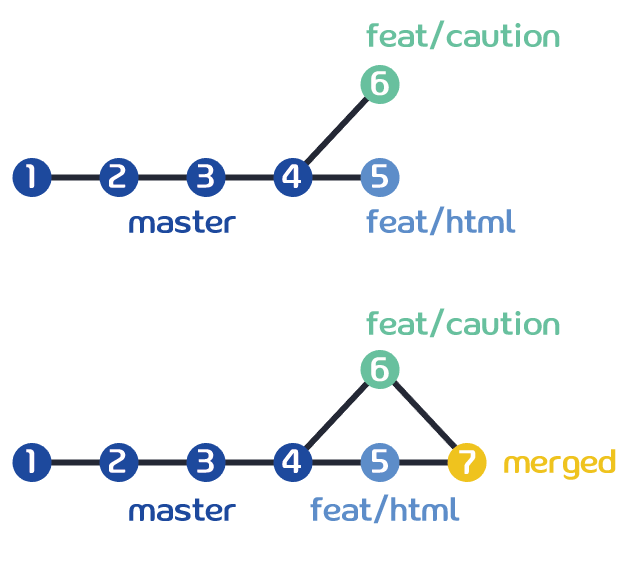 feat/caution
6
1 2 3 4 5
master feat/html
feat/caution
6
1 2 3 4 5 7 merged
master feat/html